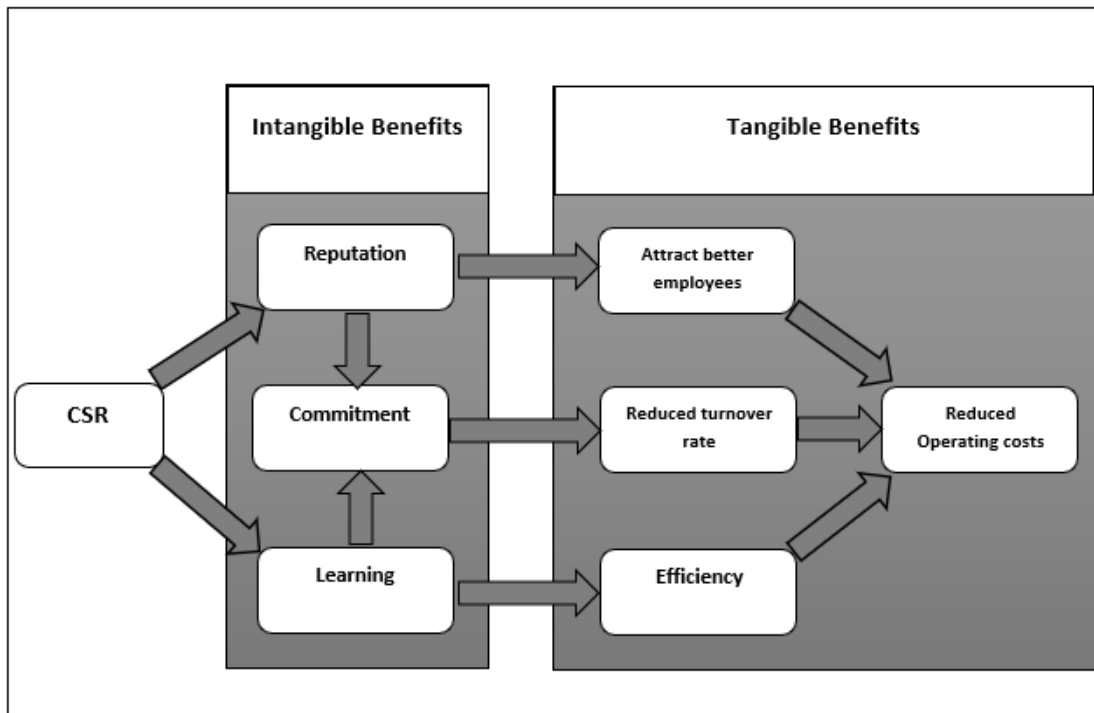 Intangible Benefits
Tangible Benefits
Reputation
Attract better
employees
CSR
Commitment
Reduced turnover
rate
Reduced
Operating costs
Learning
Efficiency